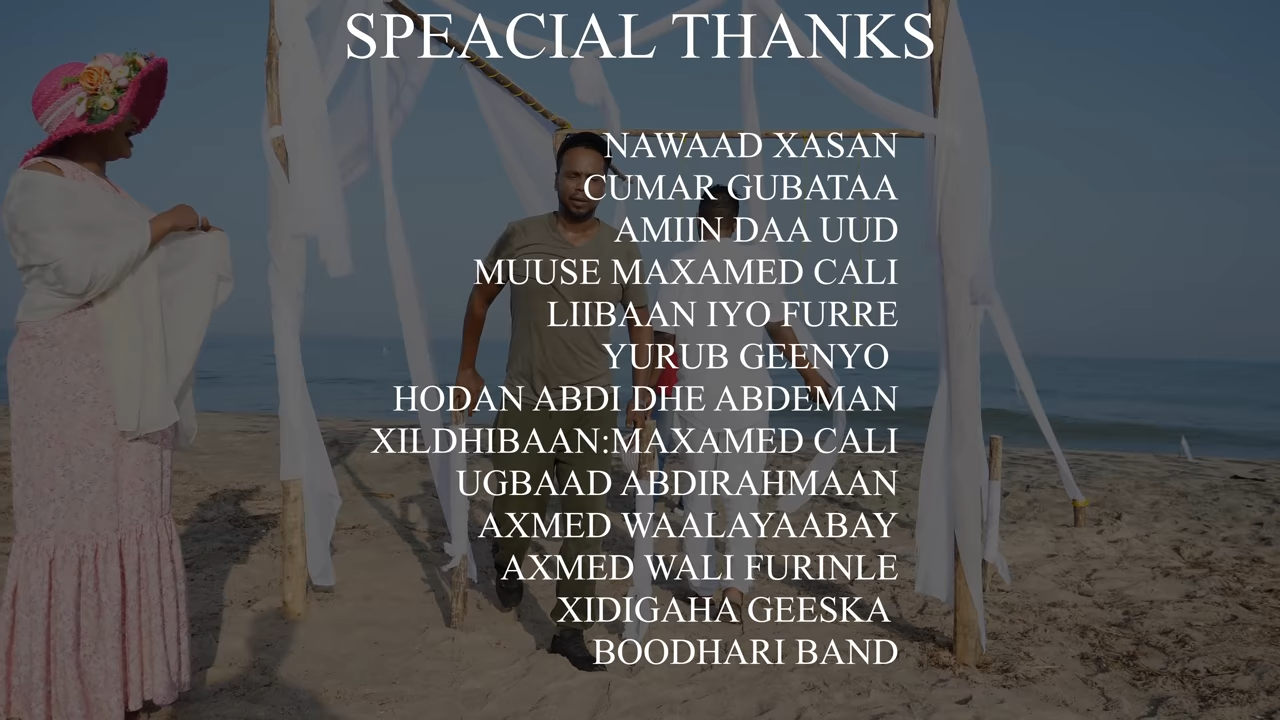 SPEACIAL THANKS
NAWAAD XASAN
CUMAR GUBATAA
AMIIN DAA UUD
MUUSE MAXAMED CALI
LIIBAAN IYO FURRE
YURUB GEENYO
HODAN ABDI DHE ABDEMAN
XILDHIBAAN:MAXAMED CALI
UGBAAD ABDIRAHMAAN
AXMED WAALAYAABAY
AXMED WALI FURINLE
XIDIGAHA GEESKA
BOODHARI BAND